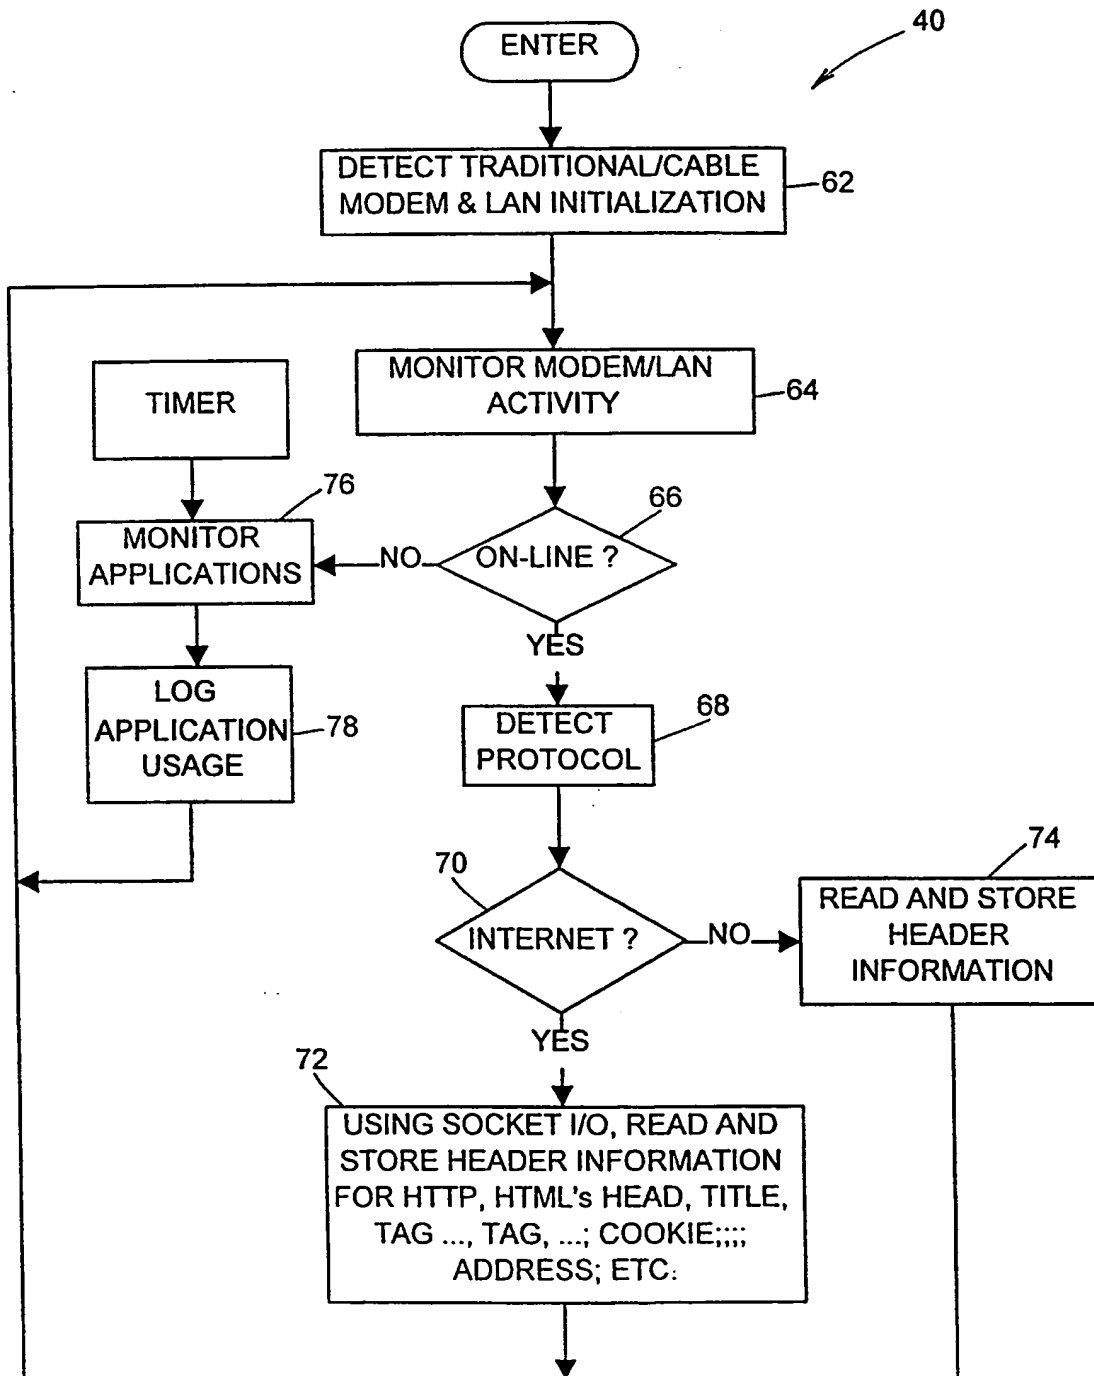 ENTER
40
DETECT TRADITIONAL/CABLE
MODEM & LAN INITIALIZATION
62
MONITOR MODEM/LAN
ACTIVITY
64
TIMER
76
MONITOR
APPLICATIONS
NO
ON-LINE ?
66
YES
LOG
APPLICATION
USAGE
78
DETECT
PROTOCOL
68
70
INTERNET ?
NO
74
READ AND STORE
HEADER
INFORMATION
YES
72
USING SOCKET I/O, READ AND
STORE HEADER INFORMATION
FOR HTTP, HTML's HEAD, TITLE,
TAG ..., TAG, ...; COOKIE;;;;
ADDRESS; ETC.